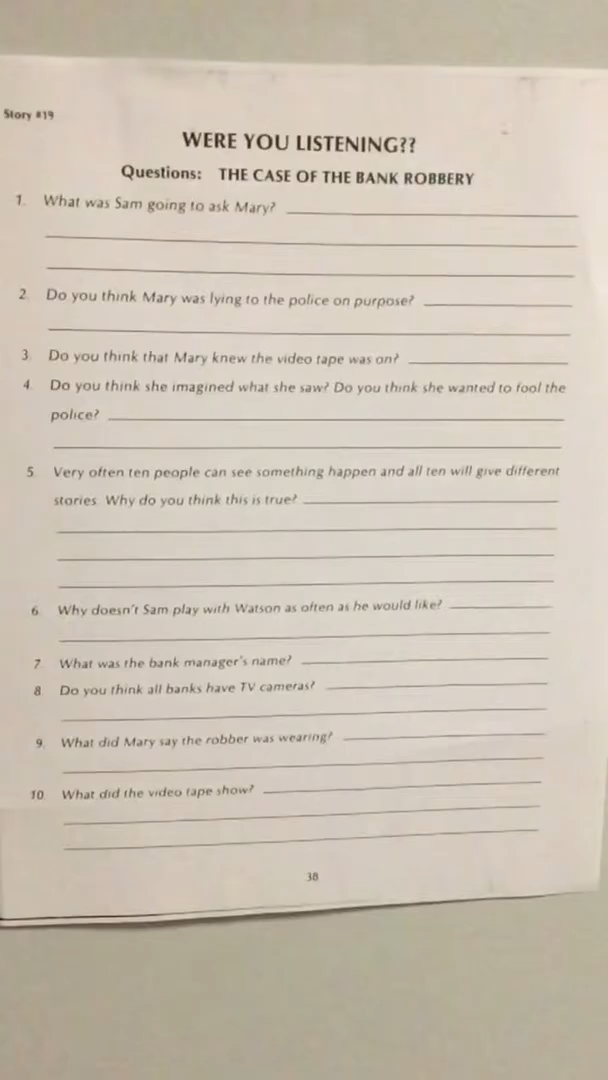 Story #19
WERE YOU LISTENING??
Questions: THE CASE OF THE BANK ROBBERY
1. What was Sam going to ask Mary?
2. Do you think Mary was lying to the police on purpose?
3. Do you think that Mary knew the video tape was on?
4. Do you think she imagined what she saw? Do you think she wanted to fool the
police?
5. Very often ten people can see something happen and all ten will give different
stories. Why do you think this is true?
6. Why doesn't Sam play with Watson as often as he would like?
7. What was the bank manager's name?
8. Do you think all banks have TV cameras?
9. What did Mary say the robber was wearing?
10. What did the video tape show?
38